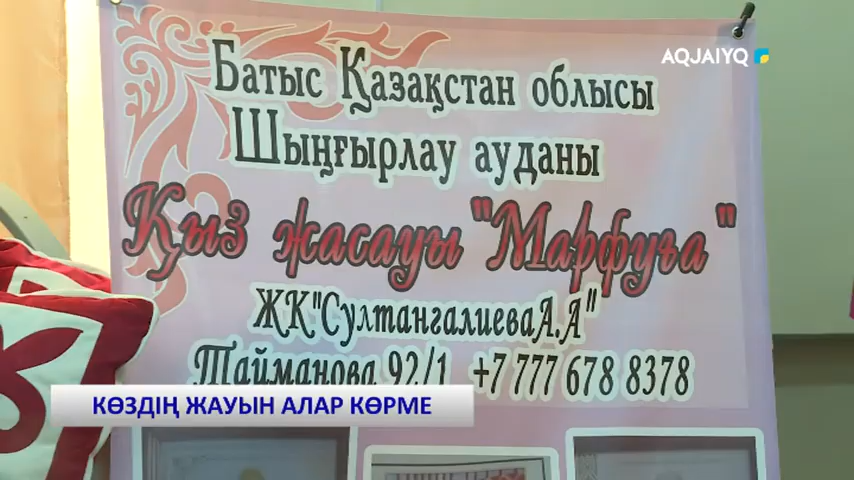 AQJAIYQ
Батыс Қазақстан облысы
Шыңғырлау ауданы
Қыз жасауы "Марфуға"
ЖК"СултангалиеваА.А"
Тайманова 92/1 +7 777 678 8378
КӨЗДІҢ ЖАУЫН АЛАР КӨРМЕ